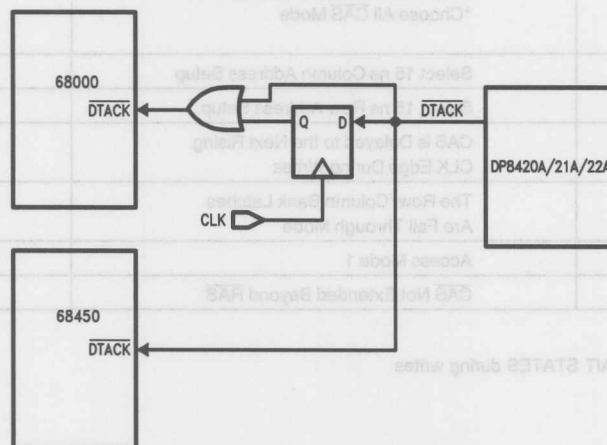 *Choose All CAS Mode
68000
Select 15 ns Column Address Setup
DTACK
Q D
DTACK
CAS is Delayed to the Next Rising
CLK Edge During Writes
DP8420A/21A/22A
The Row, Column, Bank Latches
Are Fall Through Mode
CLK
Access Mode 1
CAS Not Extended Beyond RAS
68450
DTACK
STATES during writes